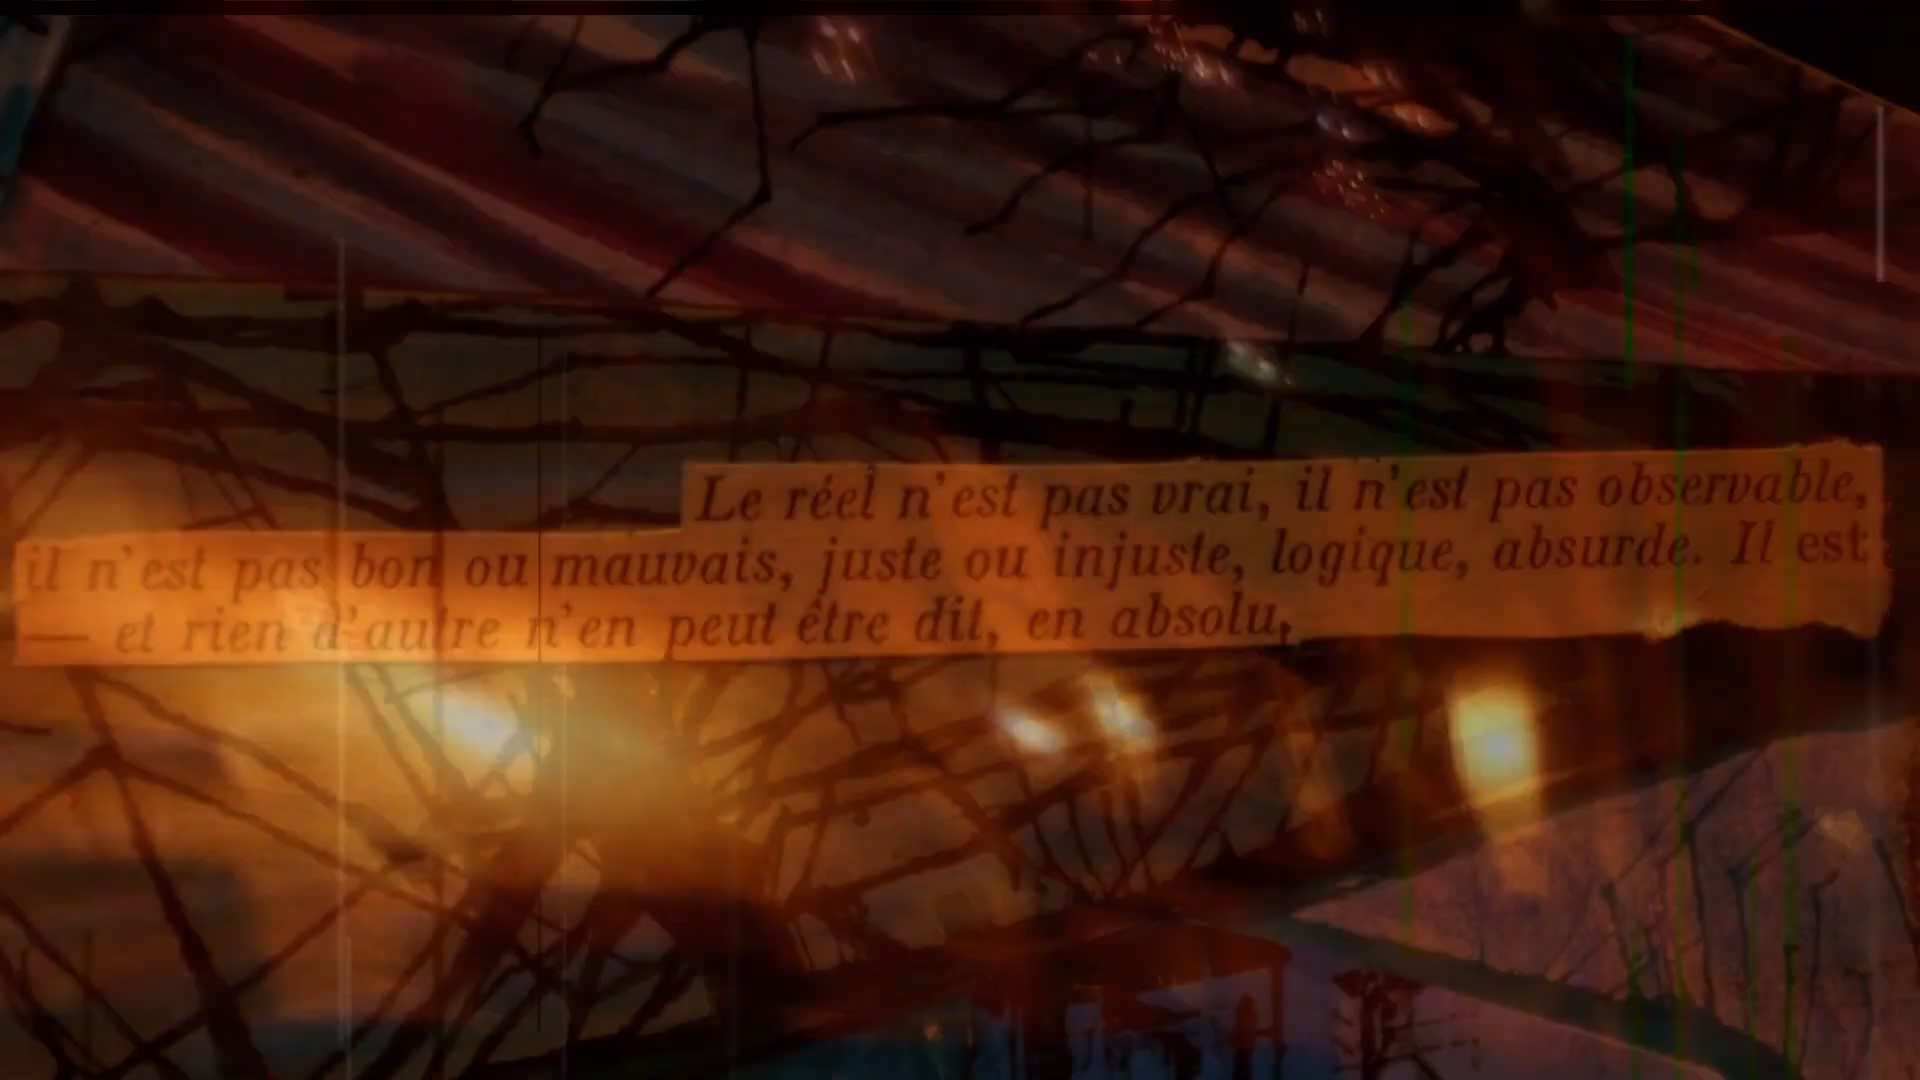 Le réel n'est pas vrai, il n'est pas observable,
il n'est pas bon ou mauvais, juste ou injuste, logique, absurde. Il est
— et rien d'autre n'en peut être dit, en absolu,